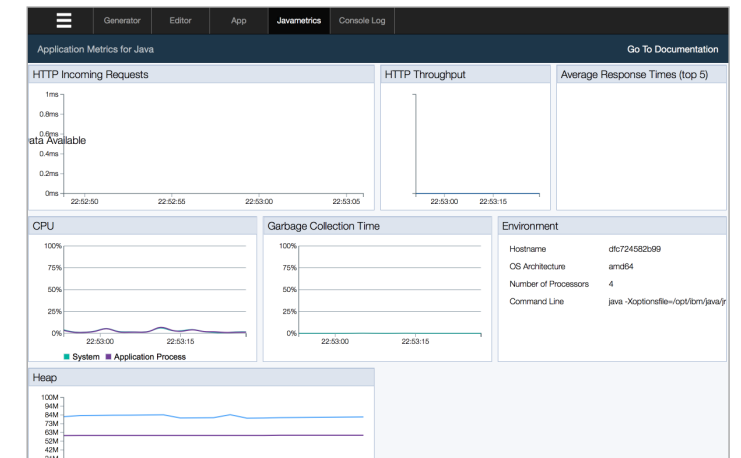 Generator Editor App Javametrics Console Log
Application Metrics for Java Go To Documentation
HTTP Incoming Requests
1ms
0.8ms
0.6ms
ata Available
0.4ms
0.2ms
0ms
22:52:50 22:52:55 22:53:00 22:53:05
HTTP Throughput
22:53:00 22:53:15
Average Response Times (top 5)
CPU
100%
75%
50%
25%
0%
22:53:00 22:53:15
System Application Process
Garbage Collection Time
100%
75%
50%
25%
0%
22:53:00 22:53:15
Environment
Hostname dfc724582b99
OS Architecture amd64
Number of Processors 4
Command Line java -Xoptionsfile=/opt/ibm/java/jr
Heap
100M
94M
84M
73M
63M
52M
42M